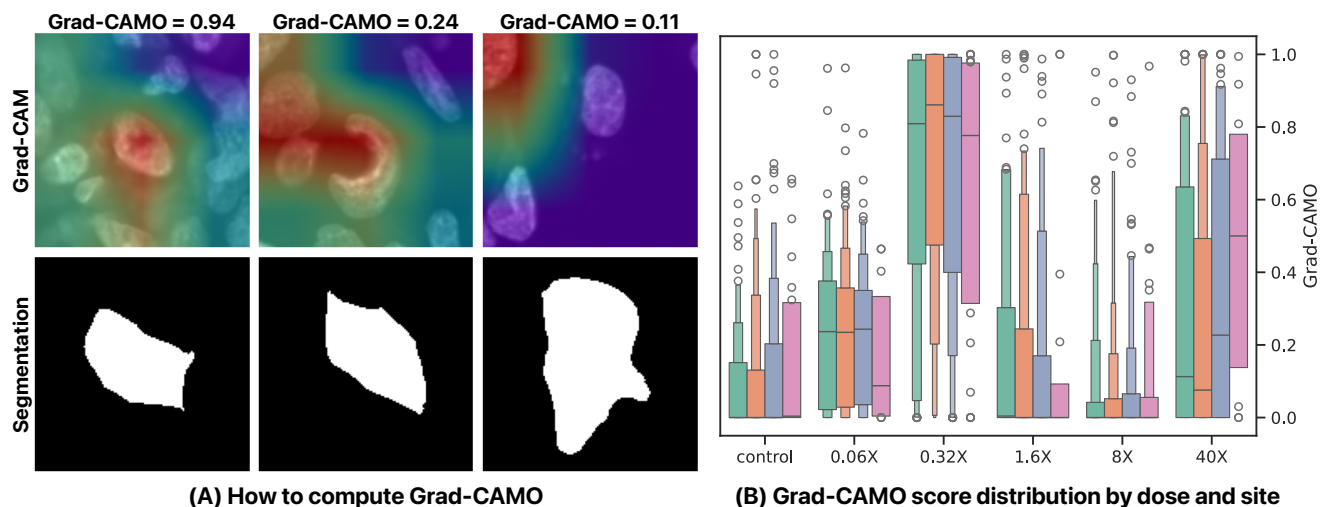 Grad-CAMO = 0.94
Grad-CAMO = 0.24
Grad-CAMO = 0.11
Grad-CAM
Segmentation
(A) How to compute Grad-CAMO
1.0
0.8
0.6
0.4
0.2
0.0
Grad-CAMO
control
0.06X
0.32X
1.6X
8X
40X
(B) Grad-CAMO score distribution by dose and site